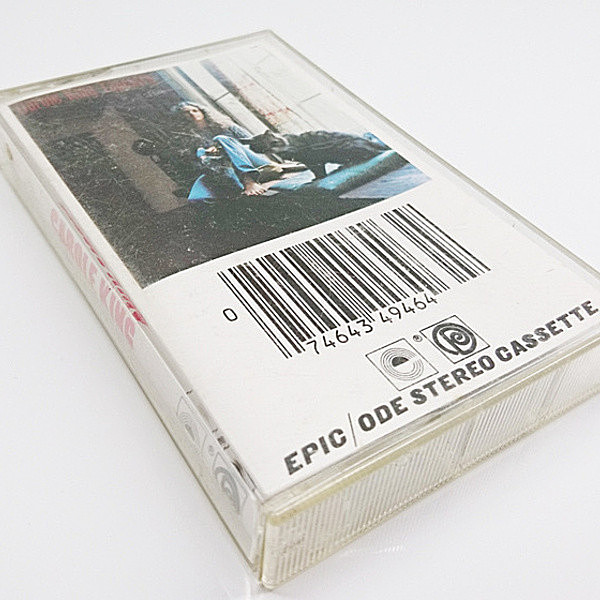 0
74643 49464
®
EPIC/ODE STEREO CASSETTE
CAROLE KING